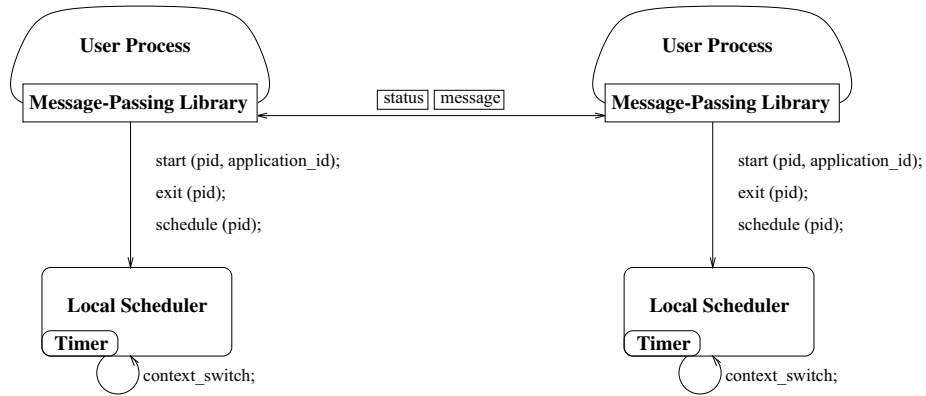 User Process
Message-Passing Library
start (pid, application_id);
exit (pid);
schedule (pid);
Local Scheduler
Timer
context_switch;
status message
User Process
Message-Passing Library
start (pid, application_id);
exit (pid);
schedule (pid);
Local Scheduler
Timer
context_switch;